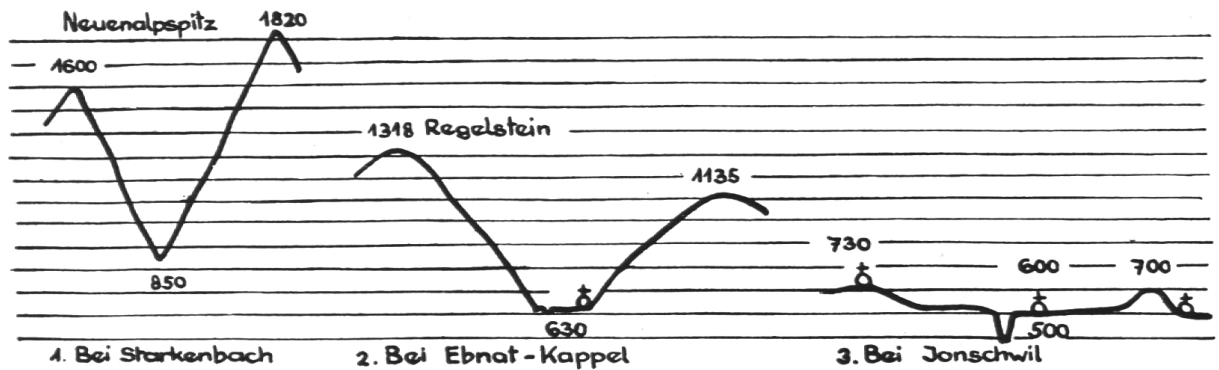 Neuenalpspitz 1820
1600
1318 Regelstein
1135
730
600 700
850
630
500
1. Bei Starkenbach
2. Bei Ebnat-Kappel
3. Bei Jonschwil